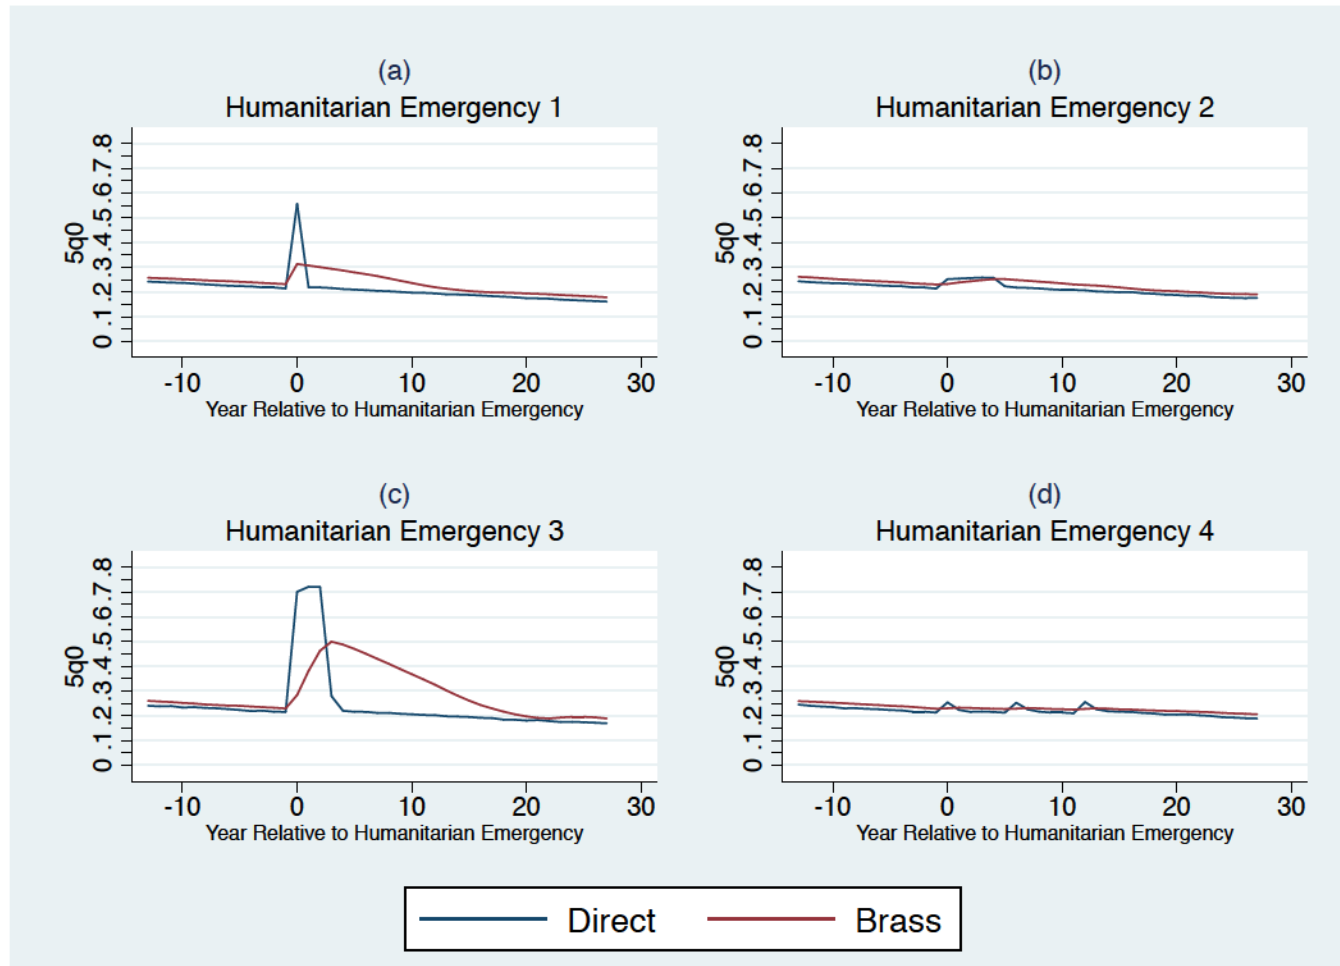 (a)
Humanitarian Emergency 1
5q0
0 .1 .2 .3 .4 .5 .6 .7 .8
-10 0 10 20 30
Year Relative to Humanitarian Emergency
(b)
Humanitarian Emergency 2
5q0
0 .1 .2 .3 .4 .5 .6 .7 .8
-10 0 10 20 30
Year Relative to Humanitarian Emergency
(c)
Humanitarian Emergency 3
5q0
0 .1 .2 .3 .4 .5 .6 .7 .8
-10 0 10 20 30
Year Relative to Humanitarian Emergency
(d)
Humanitarian Emergency 4
5q0
0 .1 .2 .3 .4 .5 .6 .7 .8
-10 0 10 20 30
Year Relative to Humanitarian Emergency
Direct Brass